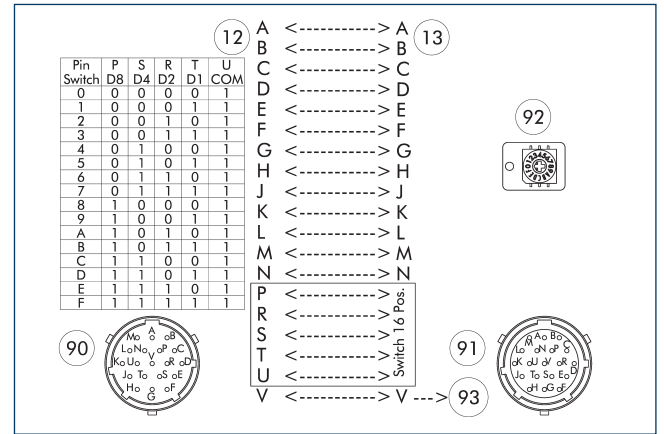 12
13
Pin P S R T U
Switch D8 D4 D2 D1 COM
0 0 0 0 0 1
1 0 0 0 1 1
2 0 0 1 0 1
3 0 0 1 1 1
4 0 1 0 0 1
5 0 1 0 1 1
6 0 1 1 0 1
7 0 1 1 1 1
8 1 0 0 0 1
9 1 0 0 1 1
A 1 0 1 0 1
B 1 0 1 1 1
C 1 1 0 0 1
D 1 1 0 1 1
E 1 1 1 0 1
F 1 1 1 1 1
A <----------> A
B <----------> B
C <----------> C
D <----------> D
E <----------> E
F <----------> F
G <----------> G
H <----------> H
J <----------> J
K <----------> K
L <----------> L
M <----------> M
N <----------> N
P <---------->
R <---------->
S <---------->
T <---------->
U <---------->
Switch 16 Pos.
V <----------> V ---> 93
92
90
A
M B
L N P C
V
K U R D
J T S E
H F
G
91
A B
M C
L N P
K U V R D
J T S E
H G F